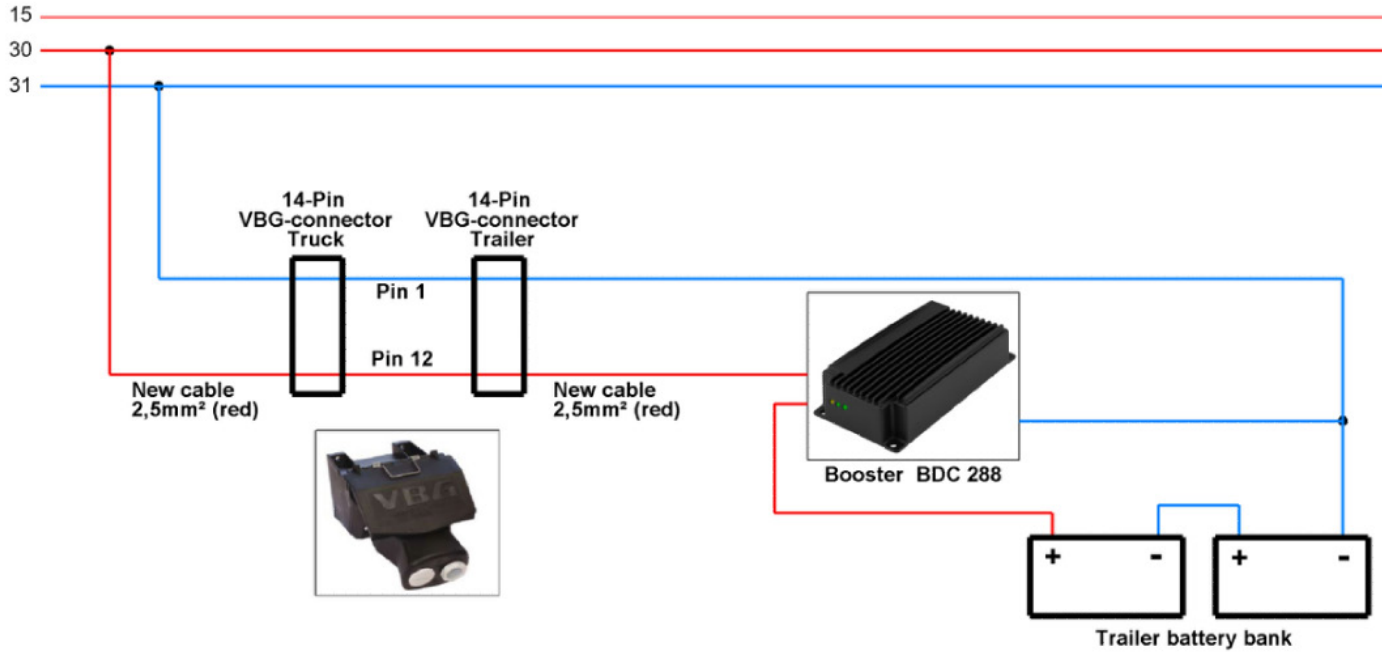 15
30
31
14-Pin
VBG-connector
Truck
14-Pin
VBG-connector
Trailer
Pin 1
Pin 12
New cable
2,5mm² (red)
New cable
2,5mm² (red)
VBG
Booster BDC 288
+ -
+ -
Trailer battery bank